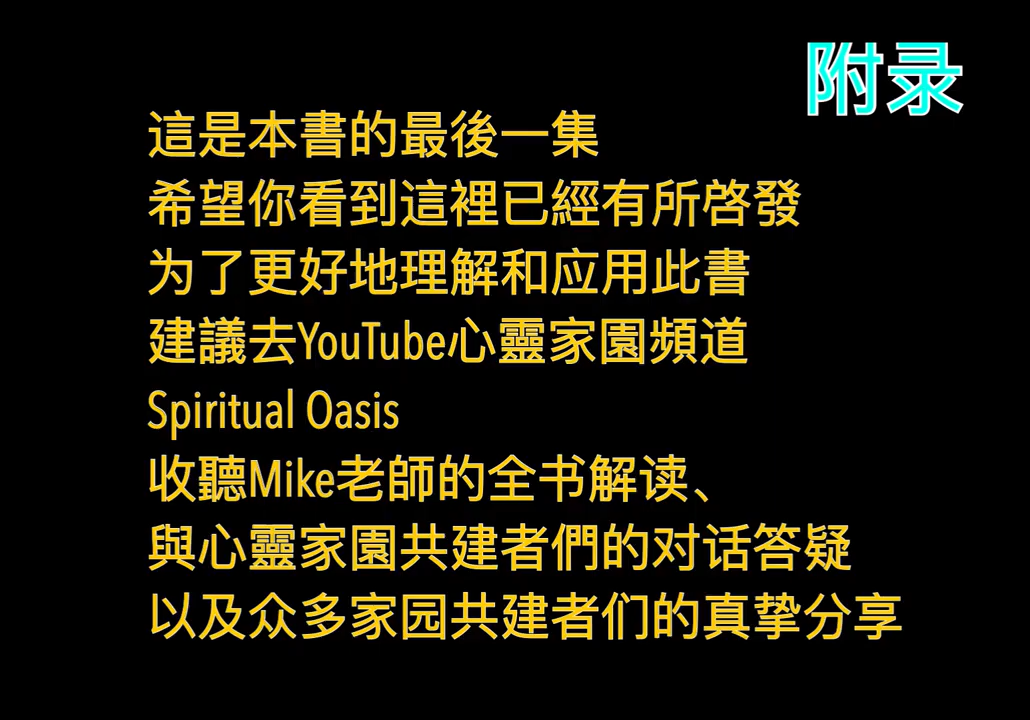 附录
這是本書的最後一集
希望你看到這裡已經有所啓發
为了更好地理解和应用此書
建議去YouTube心靈家園頻道
Spiritual Oasis
收聽Mike老師的全书解读、
與心靈家園共建者們的对话答疑
以及众多家园共建者们的真挚分享